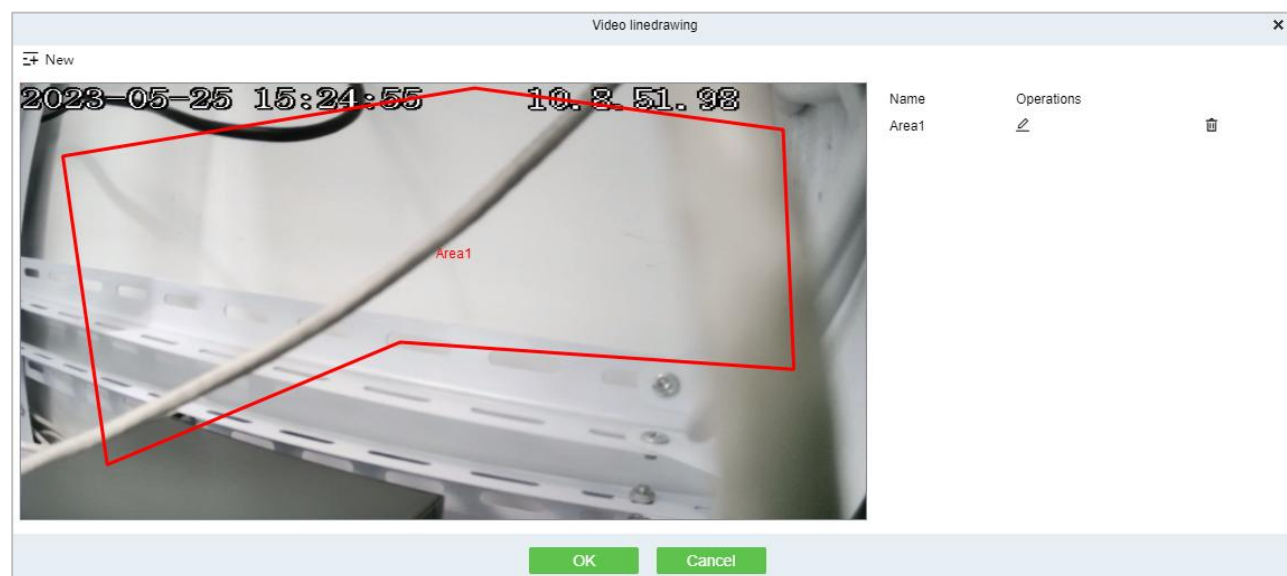 Video linedrawing
New
2023-05-25 15:24:55 10.8.51.98
Name Operations
Area1
Area1
OK Cancel